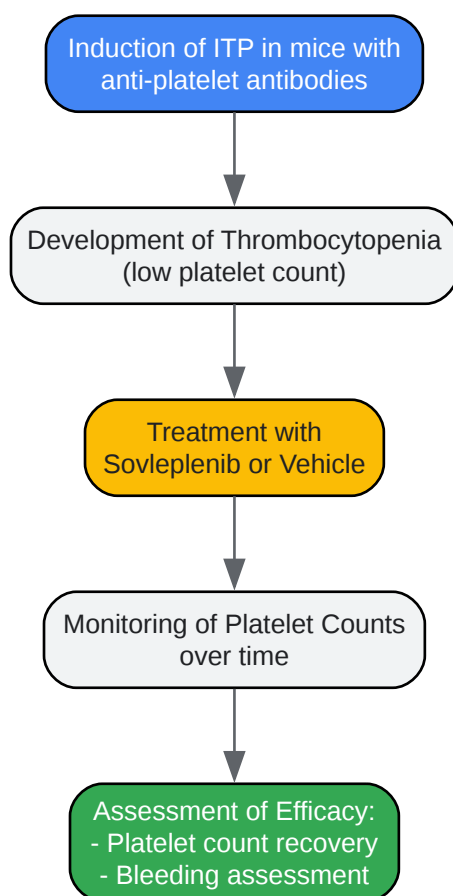 Induction of ITP in mice with
anti-platelet antibodies
Development of Thrombocytopenia
(low platelet count)
Treatment with
Sovleplenib or Vehicle
Monitoring of Platelet Counts
over time
Assessment of Efficacy:
- Platelet count recovery
- Bleeding assessment